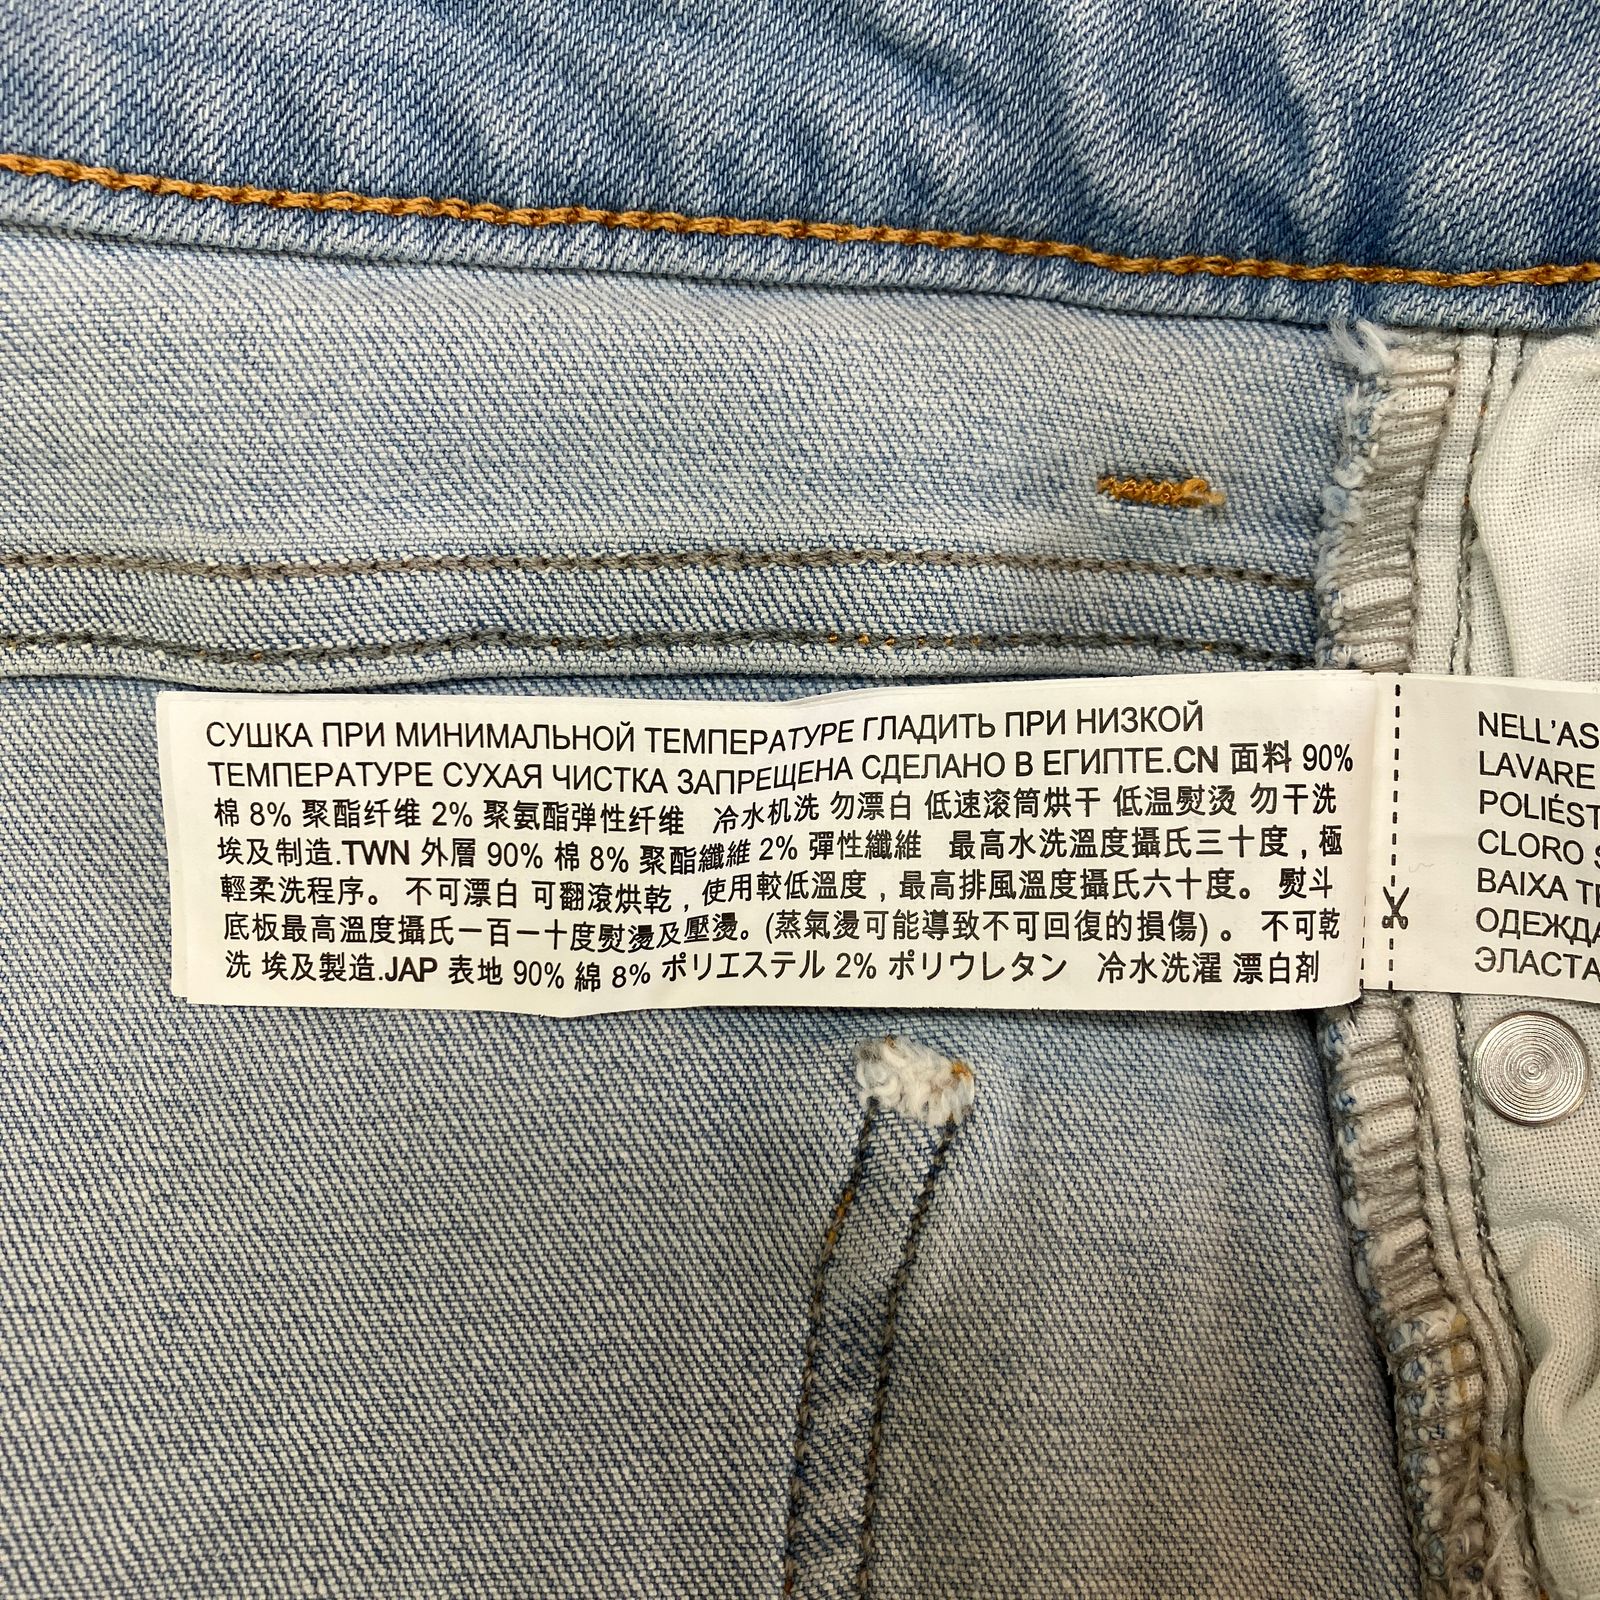 СУШКА ПРИ МИНИМАЛЬНОЙ ТЕМПЕРАТУРЕ ГЛАДИТЬ ПРИ НИЗКОЙ
ТЕМПЕРАТУРЕ СУХАЯ ЧИСТКА ЗАПРЕЩЕНА СДЕЛАНО В ЕГИПТЕ.CN 面料 90%
棉 8% 聚酯纤维 2% 聚氨酯弹性纤维 冷水机洗 勿漂白 低速滚筒烘干 低温熨烫 勿干洗
埃及制造.TWN 外層 90% 棉 8% 聚酯纖維 2% 彈性纖維 最高水洗溫度攝氏三十度，極
輕柔洗程序。 不可漂白 可翻滾烘乾，使用較低溫度，最高排風溫度攝氏六十度。 熨斗
底板最高溫度攝氏一百一十度熨燙及壓燙。(蒸氣燙可能導致不可回復的損傷) 。 不可乾
洗 埃及製造.JAP 表地 90% 綿 8% ポリエステル 2% ポリウレタン 冷水洗濯 漂白剤
NELL'AS
LAVARE
POLIÉST
CLORO S
BAIXA TE
ОДЕЖДА
ЭЛАСТА